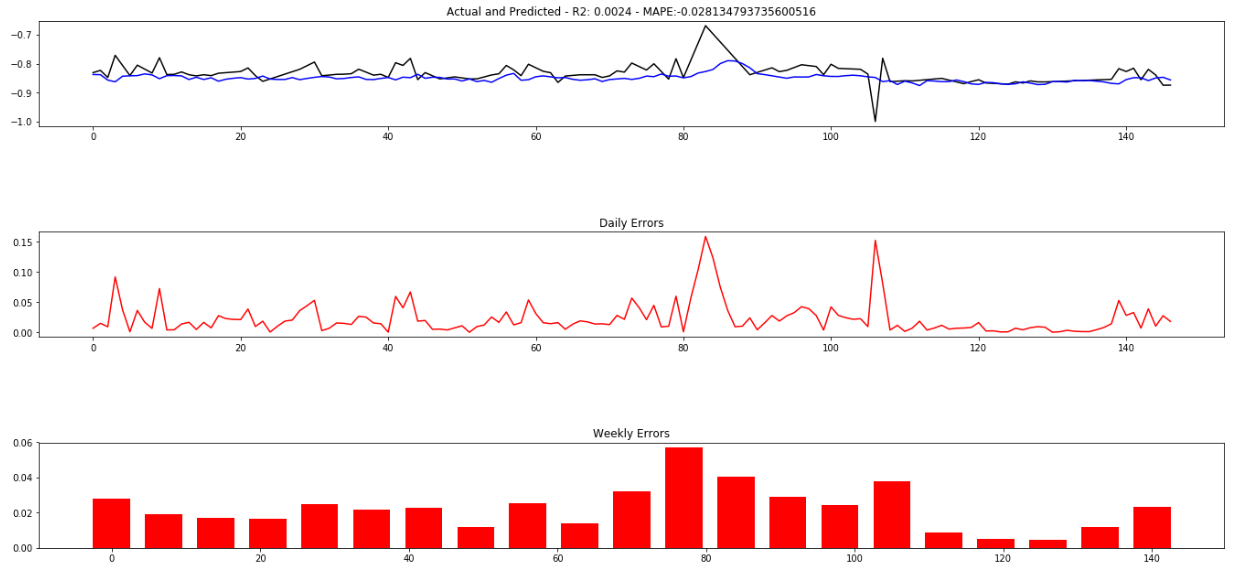 Actual and Predicted - R2: 0.0024 - MAPE:-0.028134793735600516
−0.7
−0.8
−0.9
−1.0
0 20 40 60 80 100 120 140
Daily Errors
0.15
0.10
0.05
0.00
0 20 40 60 80 100 120 140
Weekly Errors
0.06
0.04
0.02
0.00
0 20 40 60 80 100 120 140